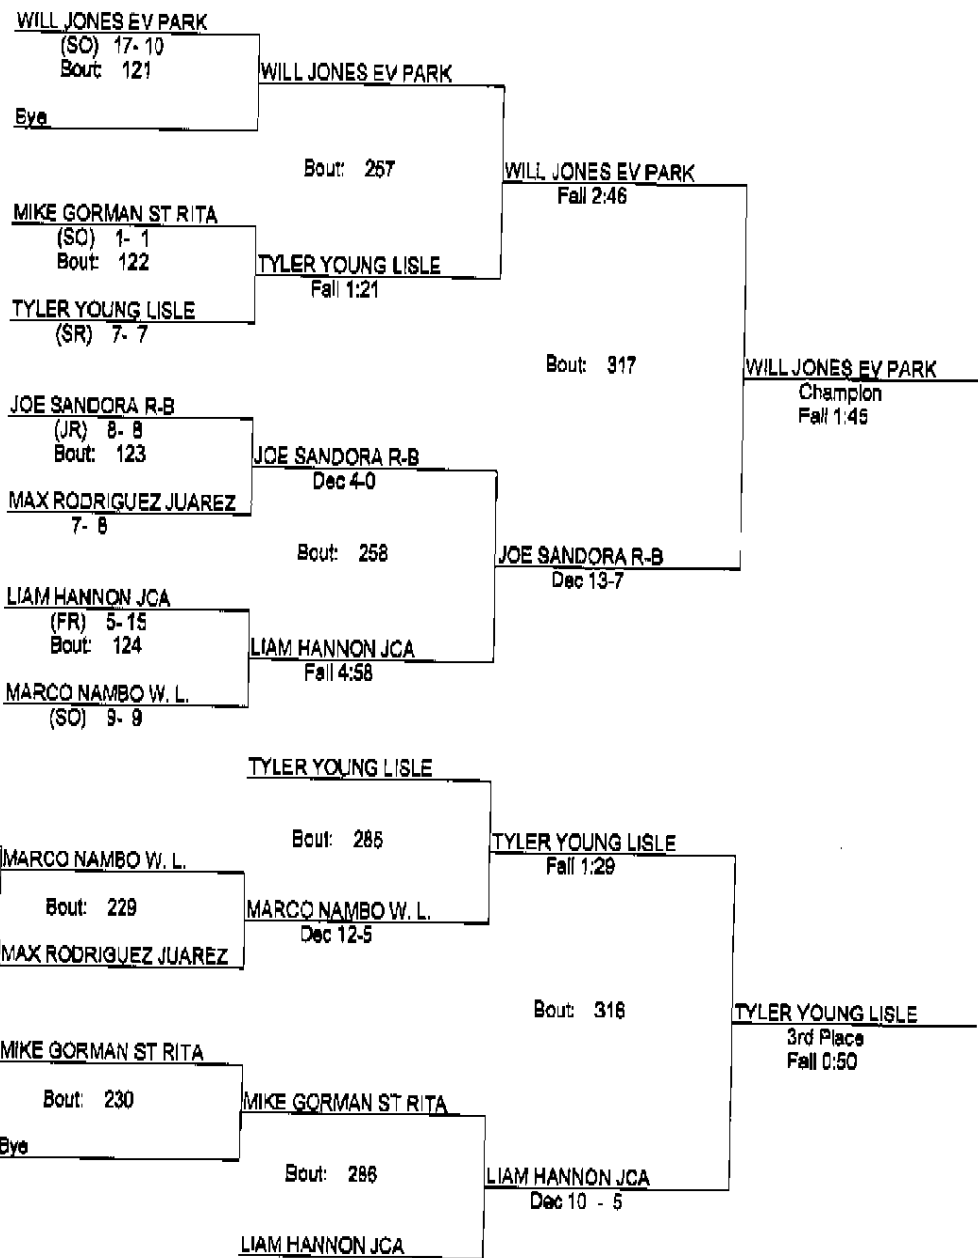 WILL JONES EV PARK
(SO) 17- 10
Bout: 121
WILL JONES EV PARK
Bye
Bout: 257
WILL JONES EV PARK
Fall 2:46
MIKE GORMAN ST RITA
(SO) 1- 1
Bout: 122
TYLER YOUNG LISLE
Fall 1:21
TYLER YOUNG LISLE
(SR) 7- 7
Bout: 317
WILL JONES EV PARK
Champion
Fall 1:45
JOE SANDORA R-B
(JR) 8- 8
Bout: 123
JOE SANDORA R-B
Dec 4-0
MAX RODRIGUEZ JUAREZ
7- 8
Bout: 258
JOE SANDORA R-B
Dec 13-7
LIAM HANNON JCA
(FR) 5- 15
Bout: 124
LIAM HANNON JCA
Fall 4:58
MARCO NAMBO W. L.
(SO) 9- 9
TYLER YOUNG LISLE
Bout: 285
TYLER YOUNG LISLE
Fall 1:29
MARCO NAMBO W. L.
Bout: 229
MARCO NAMBO W. L.
Dec 12-5
MAX RODRIGUEZ JUAREZ
Bout: 316
TYLER YOUNG LISLE
3rd Place
Fall 0:50
MIKE GORMAN ST RITA
Bout: 230
MIKE GORMAN ST RITA
Bye
Bout: 286
LIAM HANNON JCA
Dec 10 - 5
LIAM HANNON JCA